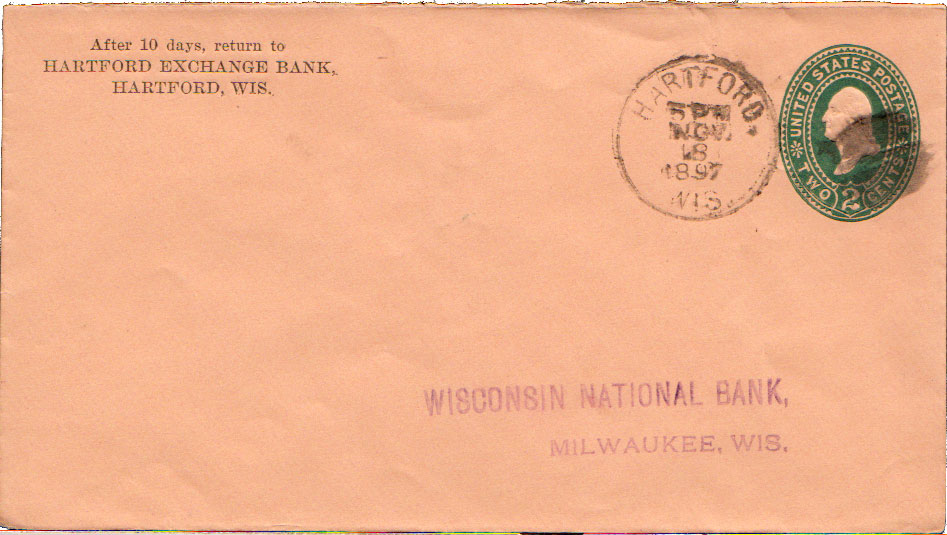 After 10 days, return to
HARTFORD EXCHANGE BANK,
HARTFORD, WIS.
HARTFORD.
5 PM
NOV
18
1897
WIS.
UNITED STATES POSTAGE
TWO 2 CENTS
WISCONSIN NATIONAL BANK,
MILWAUKEE, WIS.